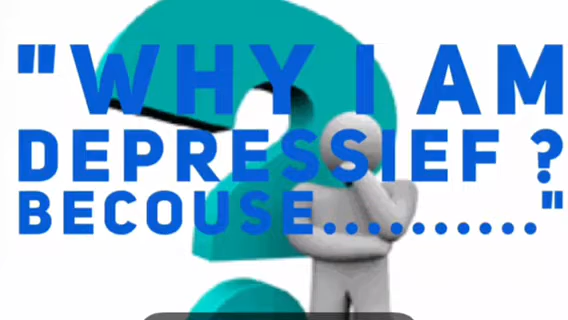 "WHY I AM
DEPRESSIEF ?
BECOUSE.........."